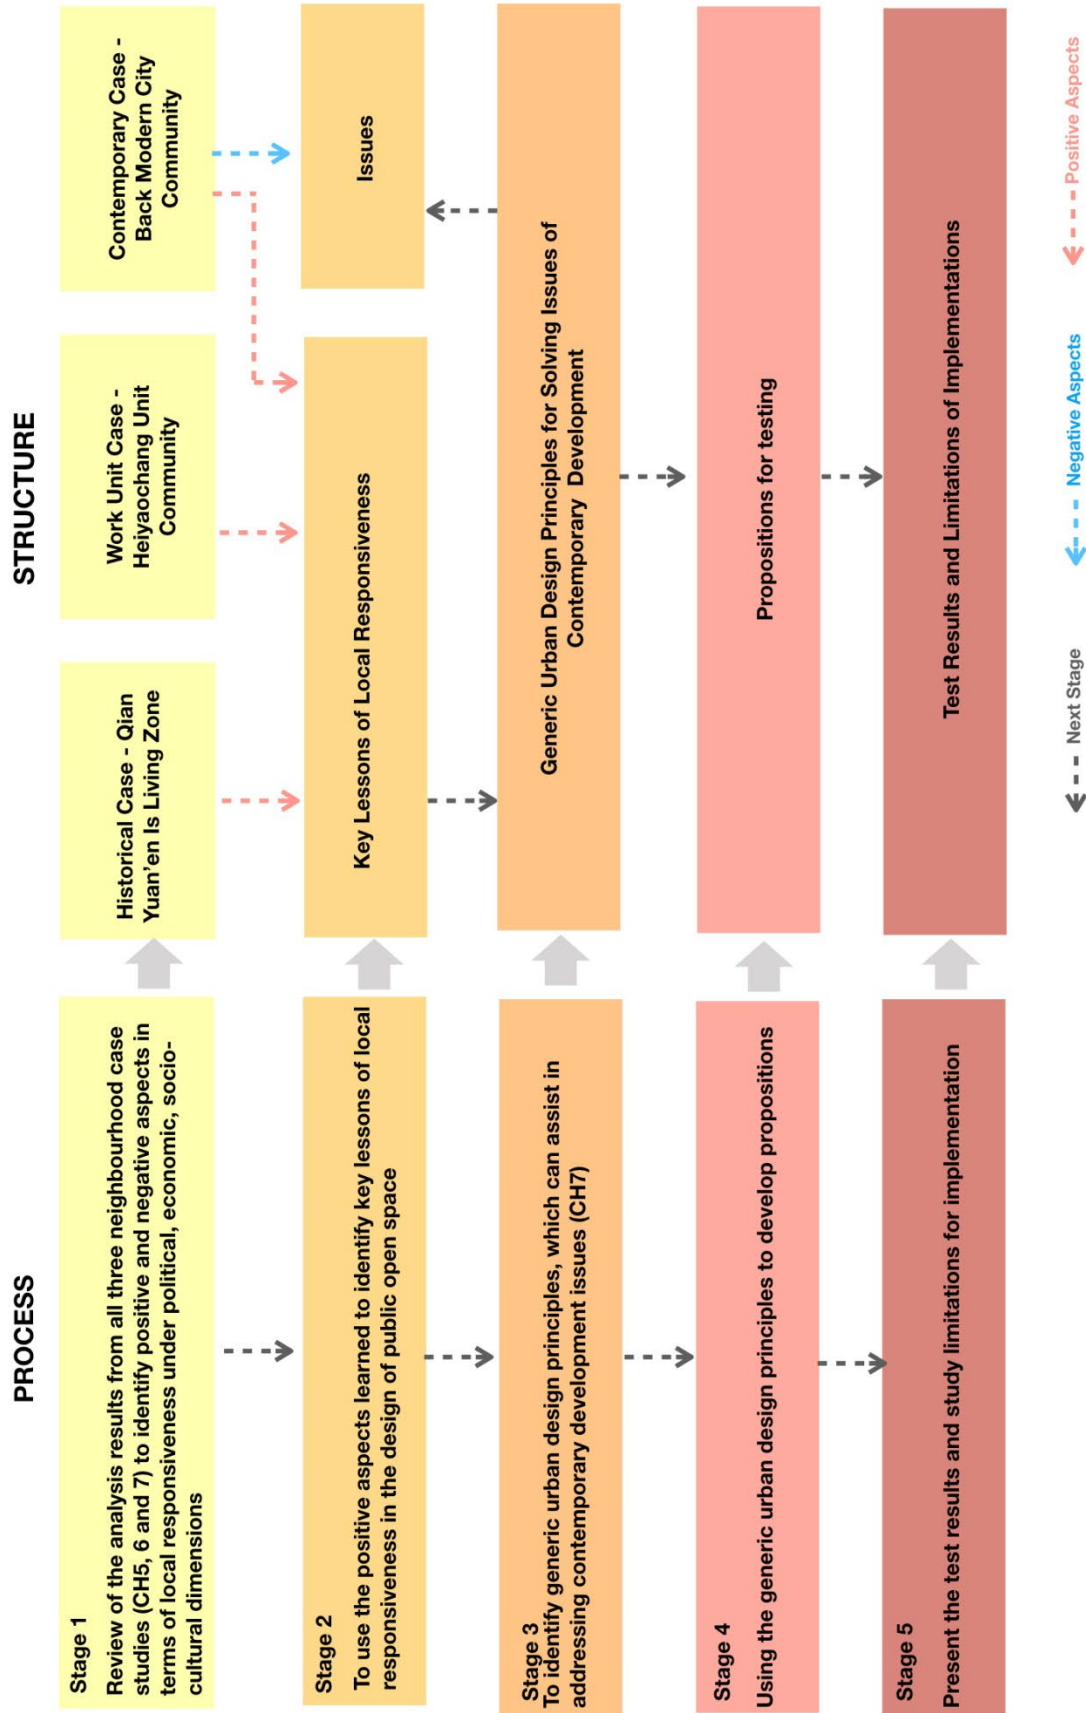 PROCESS
STRUCTURE
Stage 1
Review of the analysis results from all three neighbourhood case
studies (CH5, 6 and 7) to identify positive and negative aspects in
terms of local responsiveness under political, economic, socio-
cultural dimensions
Historical Case - Qian
Yuan'en Is Living Zone
Work Unit Case -
Heiyaochang Unit
Community
Contemporary Case -
Back Modern City
Community
Stage 2
To use the positive aspects learned to identify key lessons of local
responsiveness in the design of public open space
Key Lessons of Local Responsiveness
Issues
Stage 3
To identify generic urban design principles, which can assist in
addressing contemporary development issues (CH7)
Generic Urban Design Principles for Solving Issues of
Contemporary Development
Stage 4
Using the generic urban design principles to develop propositions
Propositions for testing
Stage 5
Present the test results and study limitations for implementation
Test Results and Limitations of Implementations
Next Stage
Negative Aspects
Positive Aspects